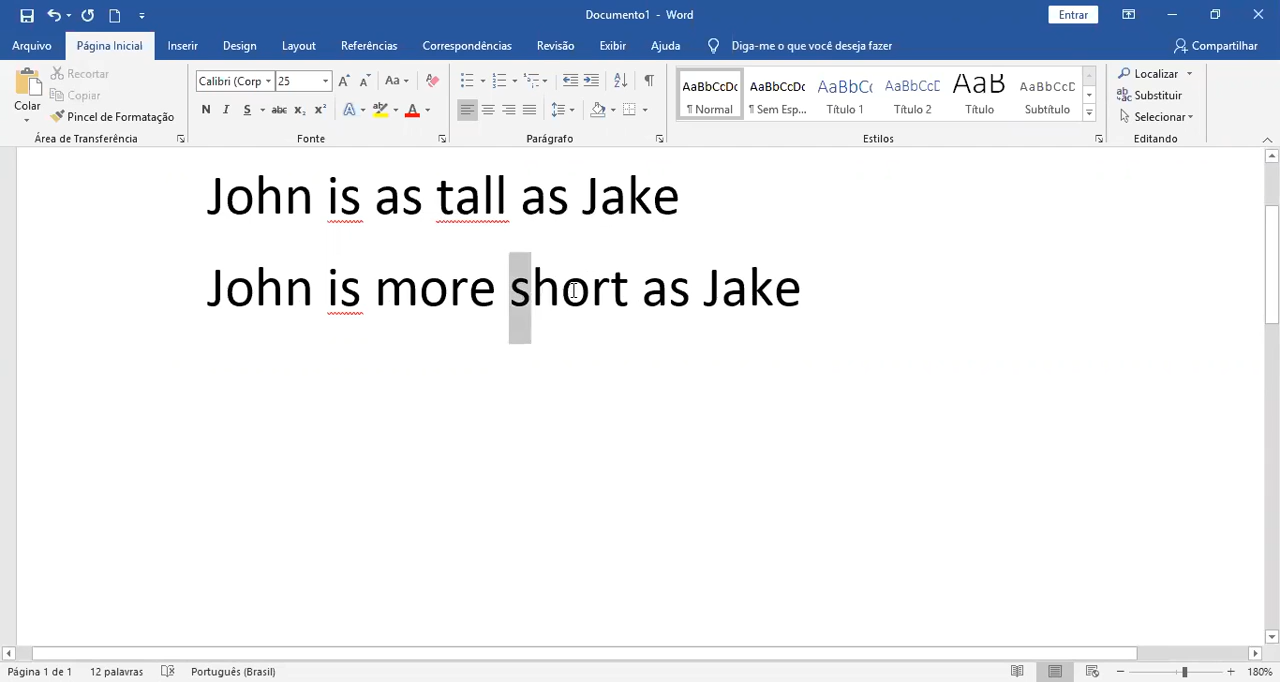 Documento1 - Word
Entrar
Arquivo Página Inicial Inserir Design Layout Referências Correspondências Revisão Exibir Ajuda Diga-me o que você deseja fazer Compartilhar
Colar
Recortar
Copiar
Pincel de Formatação
Área de Transferência
Calibri (Corp 25
Aa
N I S abc x₂ x²
A A
Fonte
Parágrafo
AaBbCcDc AaBbCcDc AaBbCc AaBbCcD AaB AaBbCcD
¶ Normal ¶ Sem Esp... Título 1 Título 2 Título Subtítulo
Estilos
Localizar
Substituir
Selecionar
Editando
John is as tall as Jake
John is more short as Jake
Página 1 de 1 12 palavras Português (Brasil) 180%